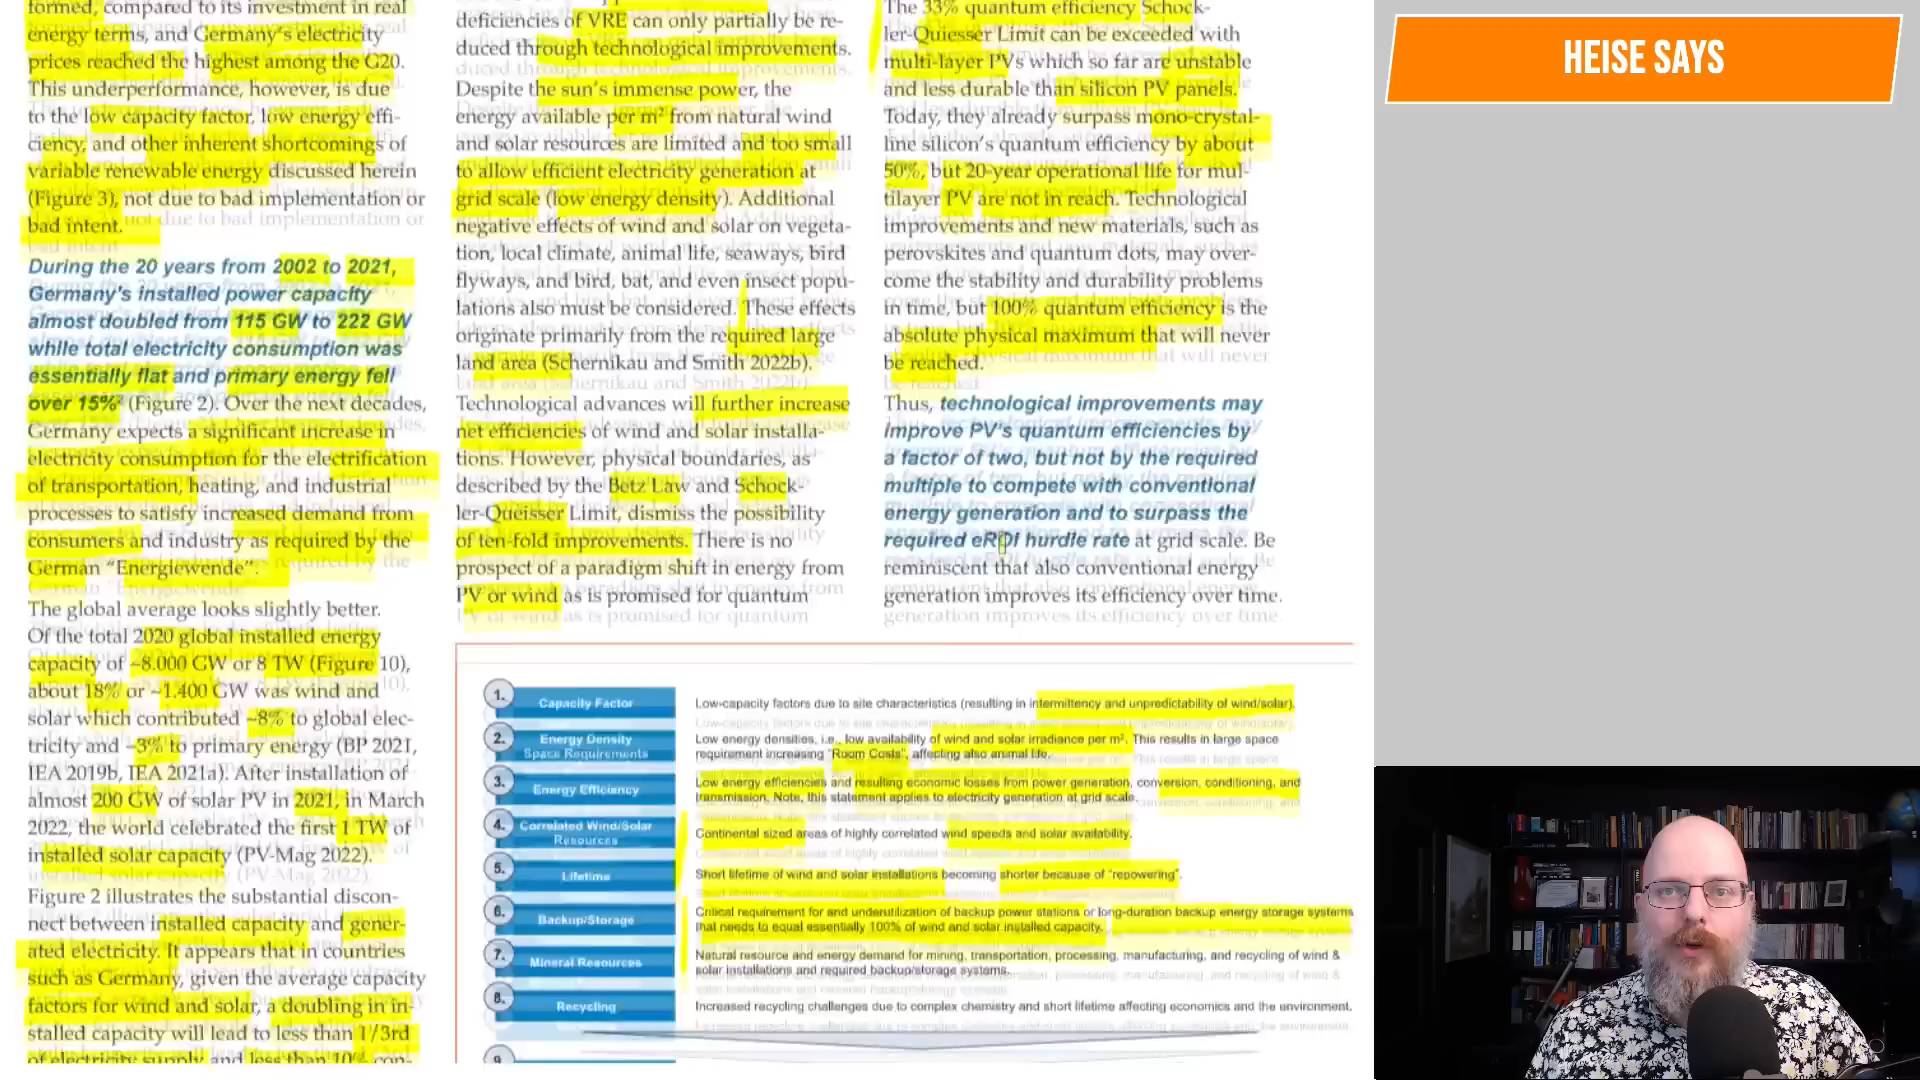 formed, compared to its investment in real
energy terms, and Germany's electricity
prices reached the highest among the G20.
This underperformance, however, is due
to the low capacity factor, low energy effi-
ciency, and other inherent shortcomings of
variable renewable energy discussed herein
(Figure 3), not due to bad implementation or
bad intent.
During the 20 years from 2002 to 2021,
Germany's installed power capacity
almost doubled from 115 GW to 222 GW
while total electricity consumption was
essentially flat and primary energy fell
over 15% (Figure 2). Over the next decades,
Germany expects a significant increase in
electricity consumption for the electrification
of transportation, heating, and industrial
processes to satisfy increased demand from
consumers and industry as required by the
German "Energiewende".
The global average looks slightly better.
Of the total 2020 global installed energy
capacity of ~8.000 GW or 8 TW (Figure 10),
about 18% or ~1.400 GW was wind and
solar which contributed ~8% to global elec-
tricity and ~3% to primary energy (BP 2021,
IEA 2019b, IEA 2021a). After installation of
almost 200 GW of solar PV in 2021, in March
2022, the world celebrated the first 1 TW of
installed solar capacity (PV-Mag 2022).
Figure 2 illustrates the substantial discon-
nect between installed capacity and gener-
ated electricity. It appears that in countries
such as Germany, given the average capacity
factors for wind and solar, a doubling in in-
stalled capacity will lead to less than 1/3rd
of electricity supply and less than 10% con-
deficiencies of VRE can only partially be re-
duced through technological improvements.
Despite the sun's immense power, the
energy available per m² from natural wind
and solar resources are limited and too small
to allow efficient electricity generation at
grid scale (low energy density). Additional
negative effects of wind and solar on vegeta-
tion, local climate, animal life, seaways, bird
flyways, and bird, bat, and even insect popu-
lations also must be considered. These effects
originate primarily from the required large
land area (Schernikau and Smith 2022b).
Technological advances will further increase
net efficiencies of wind and solar installa-
tions. However, physical boundaries, as
described by the Betz Law and Schock-
ler-Queisser Limit, dismiss the possibility
of ten-fold improvements. There is no
prospect of a paradigm shift in energy from
PV or wind as is promised for quantum
The 33% quantum efficiency Schock-
ler-Quiesser Limit can be exceeded with
multi-layer PVs which so far are unstable
and less durable than silicon PV panels.
Today, they already surpass mono-crystal-
line silicon's quantum efficiency by about
50%, but 20-year operational life for mul-
tilayer PV are not in reach. Technological
improvements and new materials, such as
perovskites and quantum dots, may over-
come the stability and durability problems
in time, but 100% quantum efficiency is the
absolute physical maximum that will never
be reached.
Thus, technological improvements may
improve PV's quantum efficiencies by
a factor of two, but not by the required
multiple to compete with conventional
energy generation and to surpass the
required eROI hurdle rate at grid scale. Be
reminiscent that also conventional energy
generation improves its efficiency over time.
1. Capacity Factor
Low-capacity factors due to site characteristics (resulting in intermittency and unpredictability of wind/solar).
2. Energy Density
Space Requirements
Low energy densities, i.e., low availability of wind and solar irradiance per m². This results in large space
requirement increasing "Room Costs", affecting also animal life.
3. Energy Efficiency
Low energy efficiencies and resulting economic losses from power generation, conversion, conditioning, and
transmission. Note, this statement applies to electricity generation at grid scale.
4. Correlated Wind/Solar
Resources
Continental sized areas of highly correlated wind speeds and solar availability.
5. Lifetime
Short lifetime of wind and solar installations becoming shorter because of "repowering".
6. Backup/Storage
Critical requirement for and underutilization of backup power stations or long-duration backup energy storage systems
that needs to equal essentially 100% of wind and solar installed capacity.
7. Mineral Resources
Natural resource and energy demand for mining, transportation, processing, manufacturing, and recycling of wind &
solar installations and required backup/storage systems.
8. Recycling
Increased recycling challenges due to complex chemistry and short lifetime affecting economics and the environment.
9.
HEISE SAYS